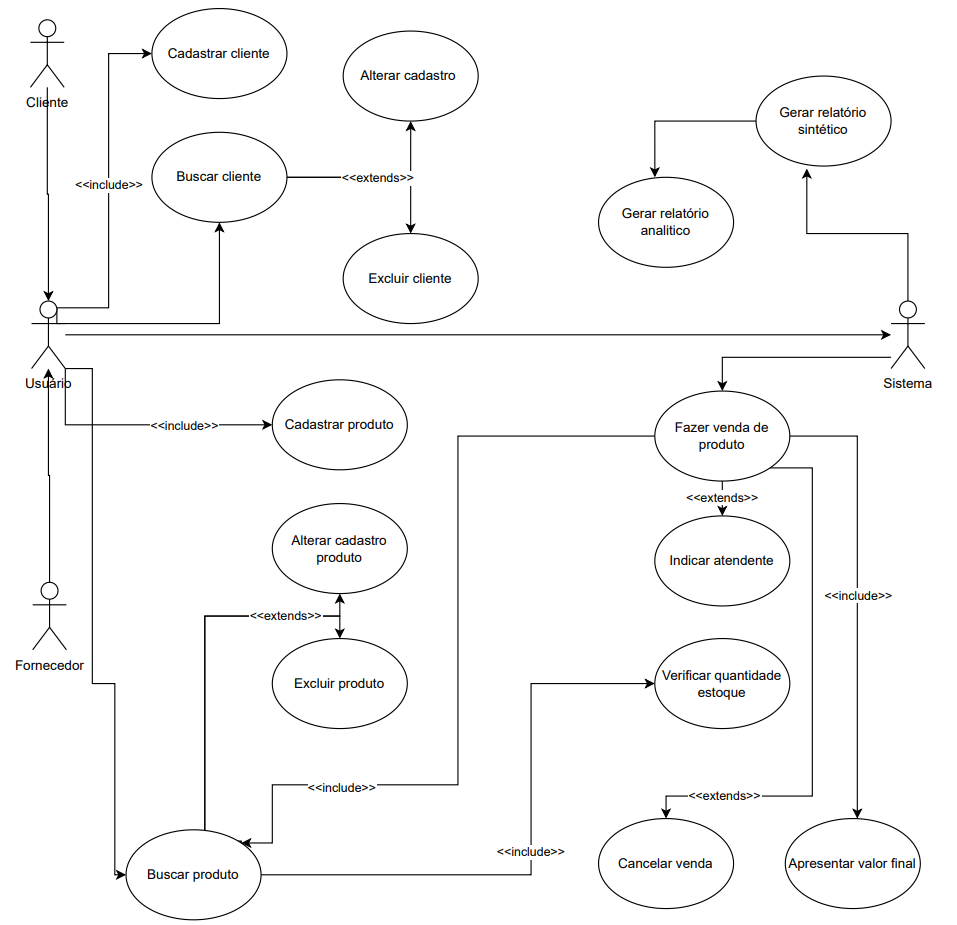 Cadastrar cliente
Alterar cadastro
Cliente
Gerar relatório
sintético
<<include>>
Buscar cliente
<<extends>>
Gerar relatório
analitico
Excluir cliente
Usuário
Sistema
<<include>>
Cadastrar produto
Fazer venda de
produto
<<extends>>
Alterar cadastro
produto
Indicar atendente
<<include>>
<<extends>>
Fornecedor
Excluir produto
Verificar quantidade
estoque
<<include>>
<<extends>>
<<include>>
Buscar produto
Cancelar venda
Apresentar valor final